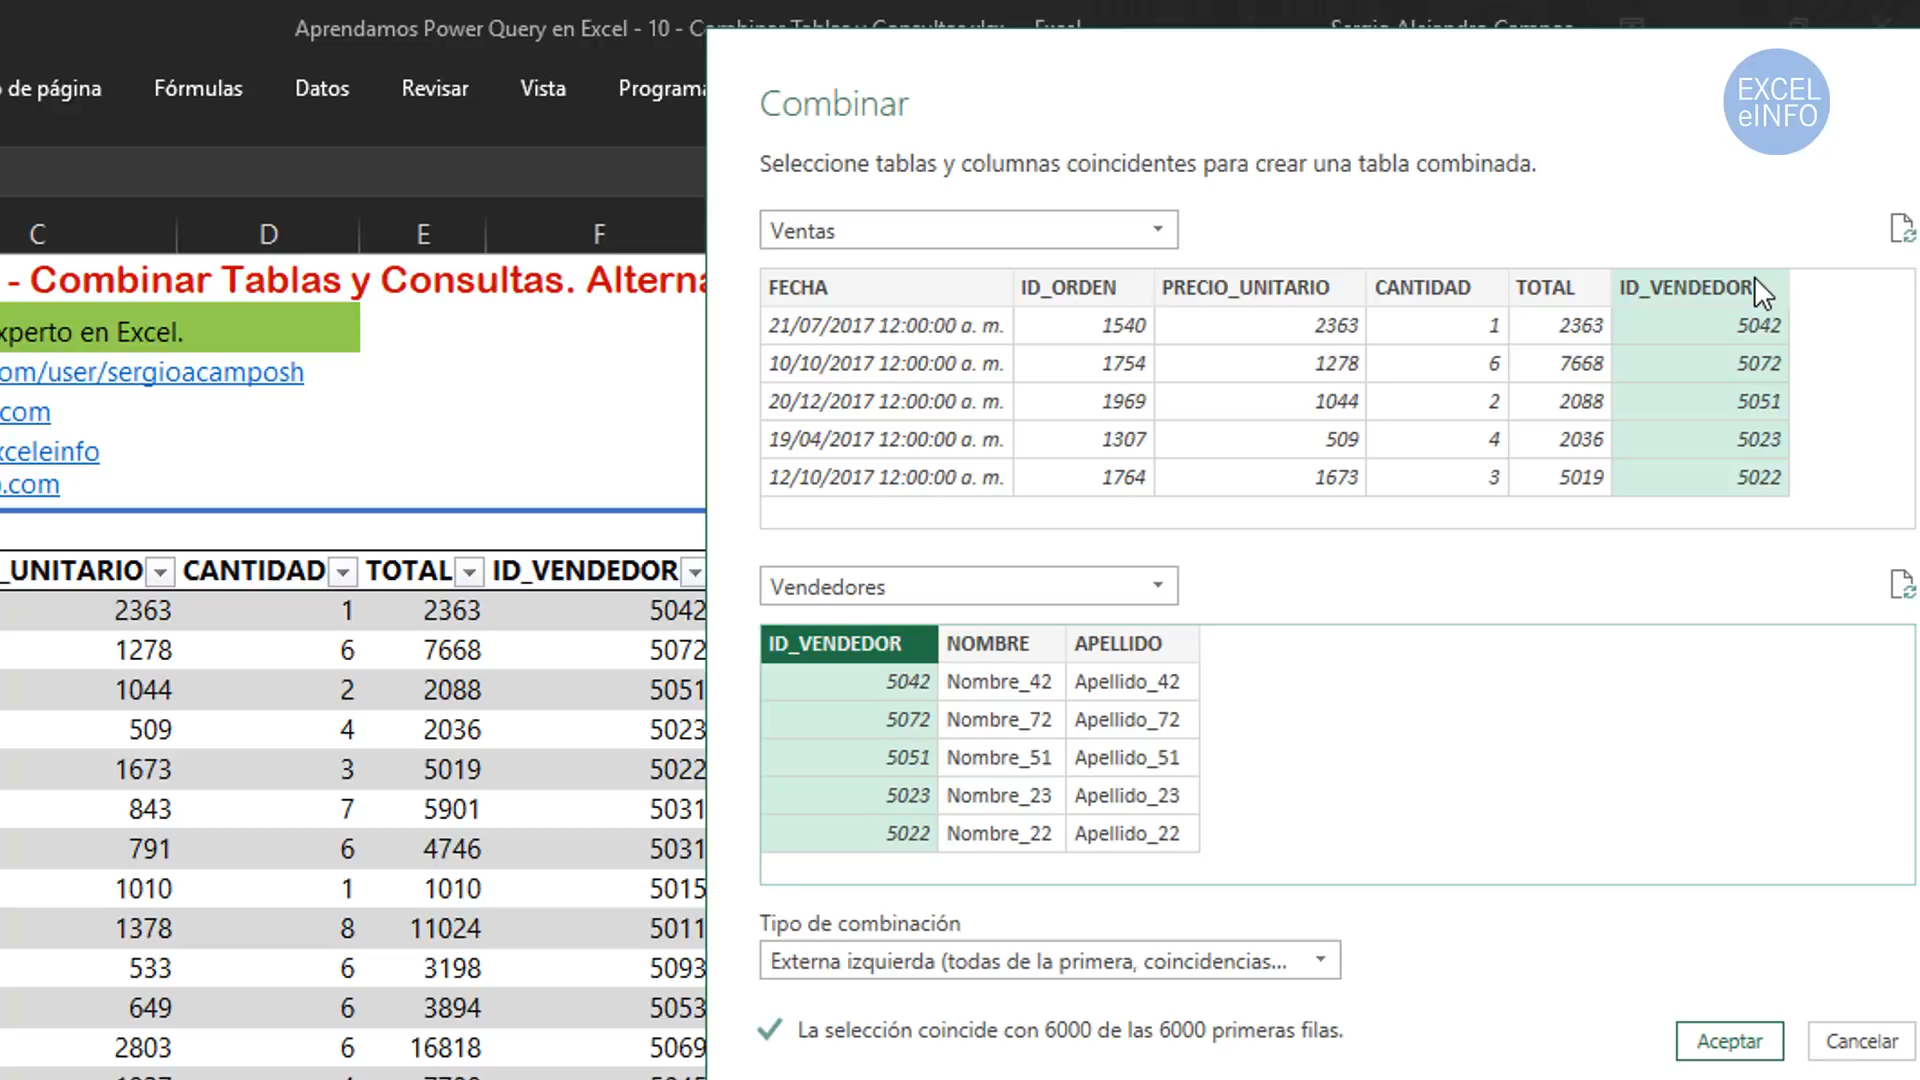 Aprendamos Power Query en Excel - 10 -
de página Fórmulas Datos Revisar Vista
C D E F
- Combinar Tablas y Consultas.
xperto en Excel.
om/user/sergioacamposh
.com
xceleinfo
.com
_UNITARIO CANTIDAD TOTAL ID_VENDEDOR
2363 1 2363 5042
1278 6 7668 5072
1044 2 2088 5051
509 4 2036 5023
1673 3 5019 5022
843 7 5901 5031
791 6 4746 5031
1010 1 1010 5015
1378 8 11024 5011
533 6 3198 5093
649 6 3894 5053
2803 6 16818 5069
Combinar
EXCEL
eINFO
Seleccione tablas y columnas coincidentes para crear una tabla combinada.
Ventas
FECHA ID_ORDEN PRECIO_UNITARIO CANTIDAD TOTAL ID_VENDEDOR
21/07/2017 12:00:00 a. m. 1540 2363 1 2363 5042
10/10/2017 12:00:00 a. m. 1754 1278 6 7668 5072
20/12/2017 12:00:00 a. m. 1969 1044 2 2088 5051
19/04/2017 12:00:00 a. m. 1307 509 4 2036 5023
12/10/2017 12:00:00 a. m. 1764 1673 3 5019 5022
Vendedores
ID_VENDEDOR NOMBRE APELLIDO
5042 Nombre_42 Apellido_42
5072 Nombre_72 Apellido_72
5051 Nombre_51 Apellido_51
5023 Nombre_23 Apellido_23
5022 Nombre_22 Apellido_22
Tipo de combinación
Externa izquierda (todas de la primera, coincidencias...
La selección coincide con 6000 de las 6000 primeras filas.
Aceptar Cancelar